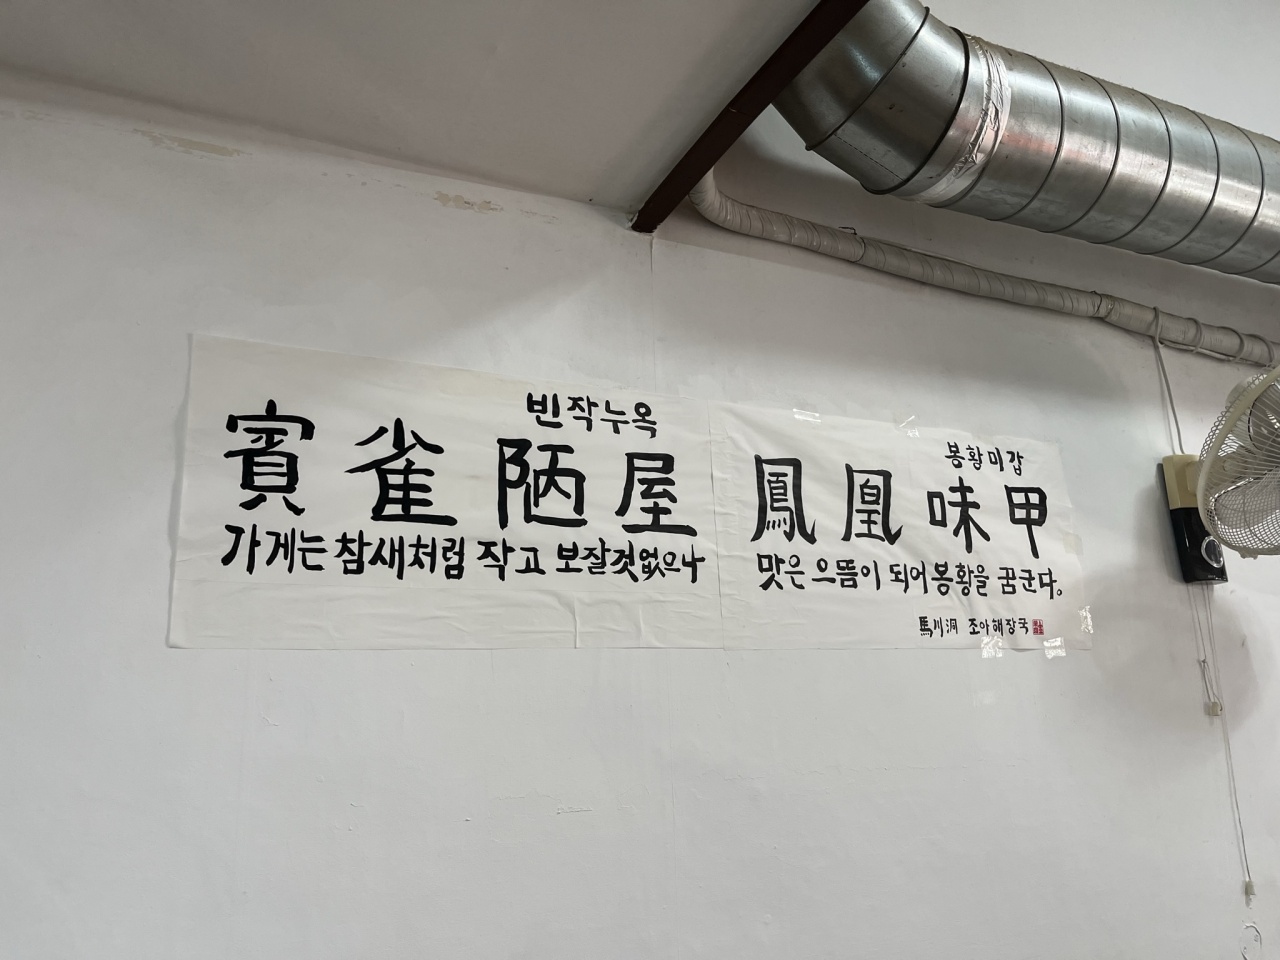 빈작누옥
賓雀陋屋
가게는 참새처럼 작고 보잘것없으나
봉황미갑
鳳凰味甲
맛은 으뜸이 되어 봉황을 꿈꾼다。
馬川洞 조아해장국